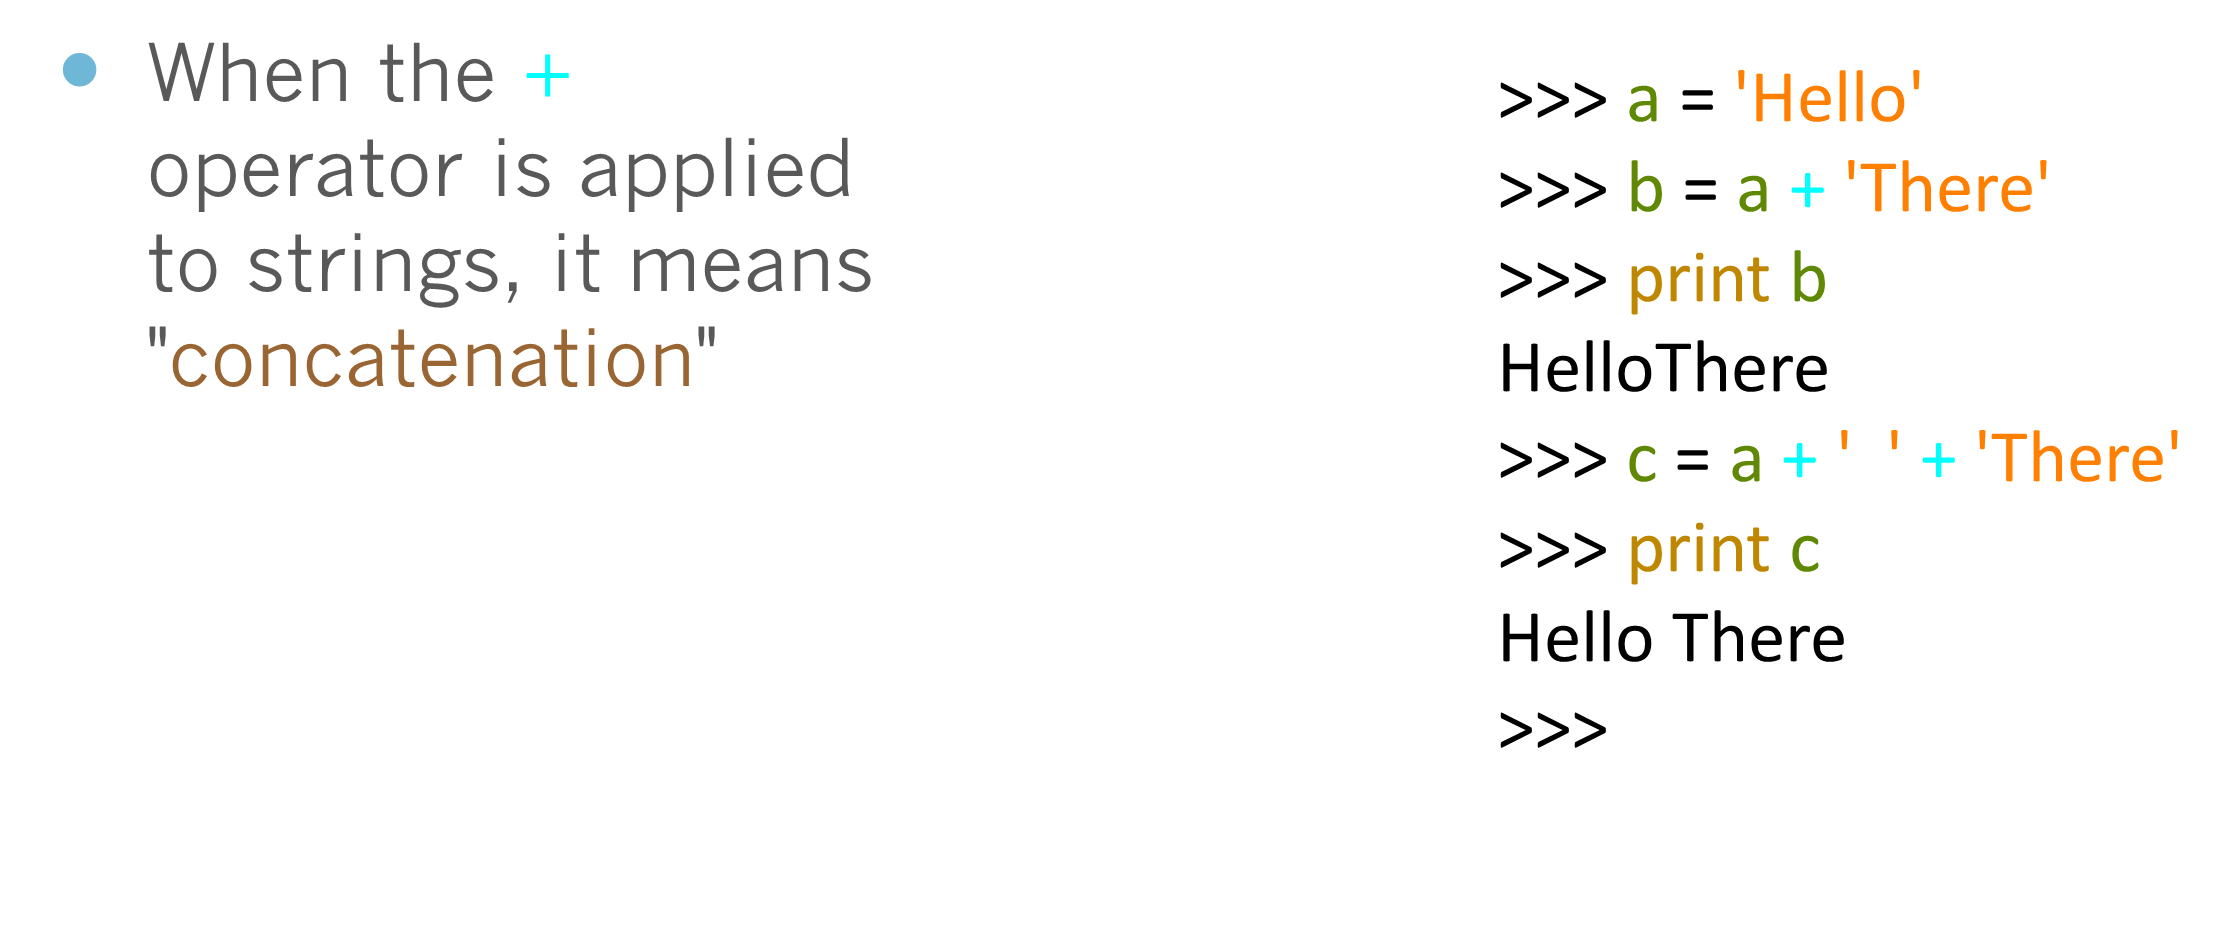 • When the +
operator is applied
to strings, it means
"concatenation"
>>> a = 'Hello'
>>> b = a + 'There'
>>> print b
HelloThere
>>> c = a + ' ' + 'There'
>>> print c
Hello There
>>>